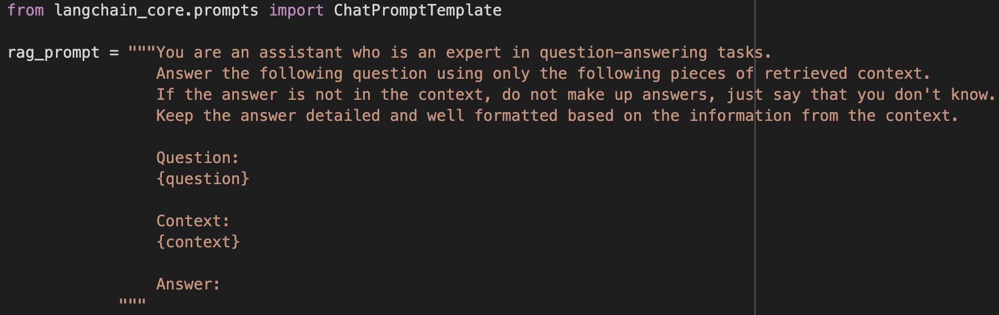 from langchain_core.prompts import ChatPromptTemplate
rag_prompt = """You are an assistant who is an expert in question-answering tasks.
Answer the following question using only the following pieces of retrieved context.
If the answer is not in the context, do not make up answers, just say that you don't know.
Keep the answer detailed and well formatted based on the information from the context.
Question:
{question}
Context:
{context}
Answer:
"""